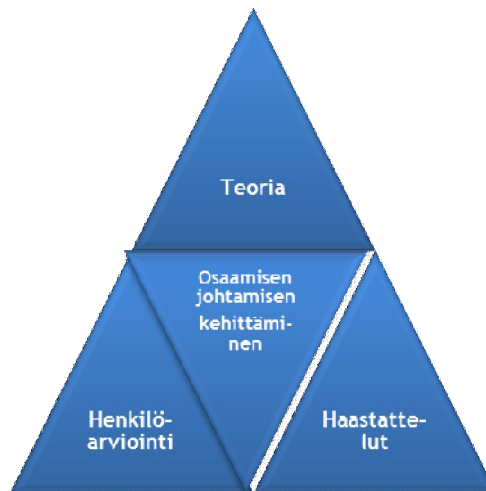 Teoria
Osaamisen
johtamisen
kehittämi-
nen
Henkilö-
arviointi
Haastatte-
lut